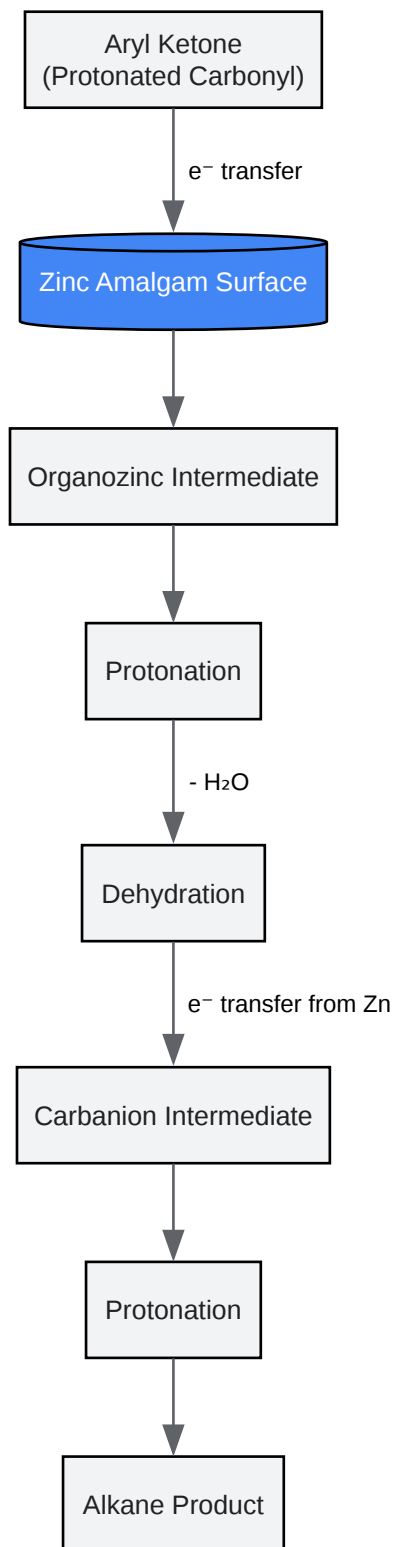 Aryl Ketone
(Protonated Carbonyl)
e⁻ transfer
Zinc Amalgam Surface
Organozinc Intermediate
Protonation
- H₂O
Dehydration
e⁻ transfer from Zn
Carbanion Intermediate
Protonation
Alkane Product